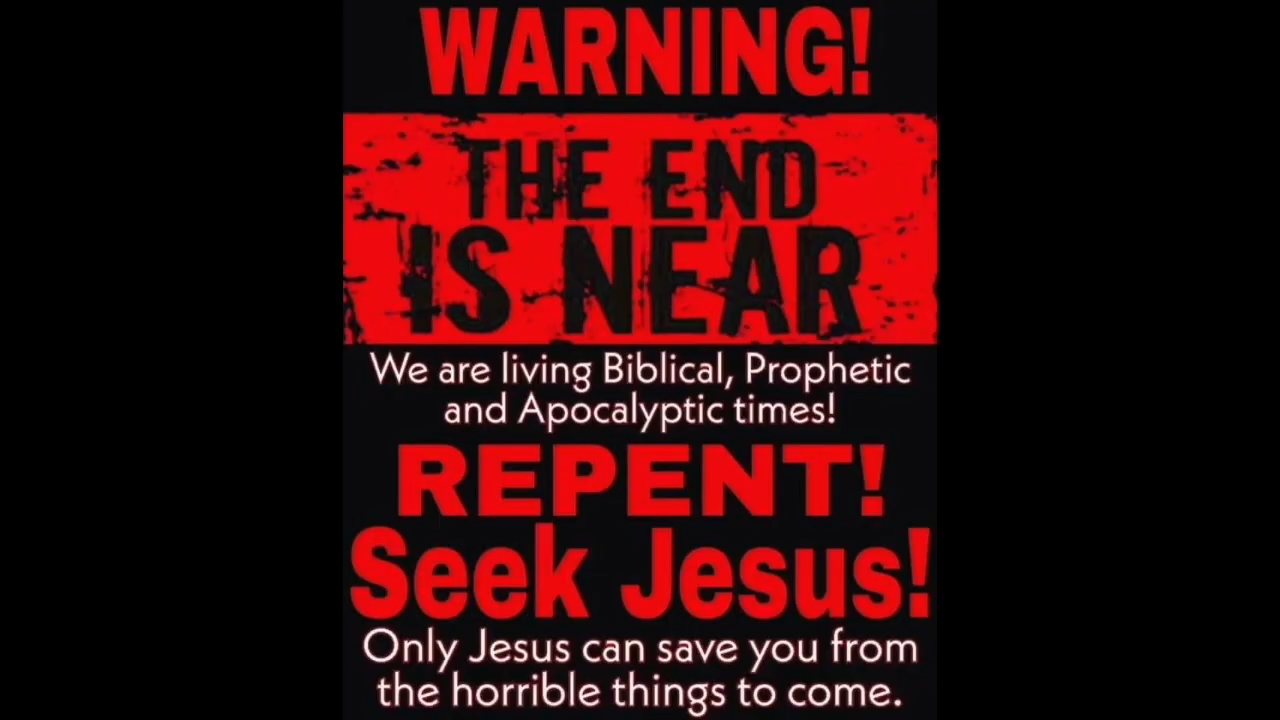 WARNING!
THE END
IS NEAR
We are living Biblical, Prophetic
and Apocalyptic times!
REPENT!
Seek Jesus!
Only Jesus can save you from
the horrible things to come.